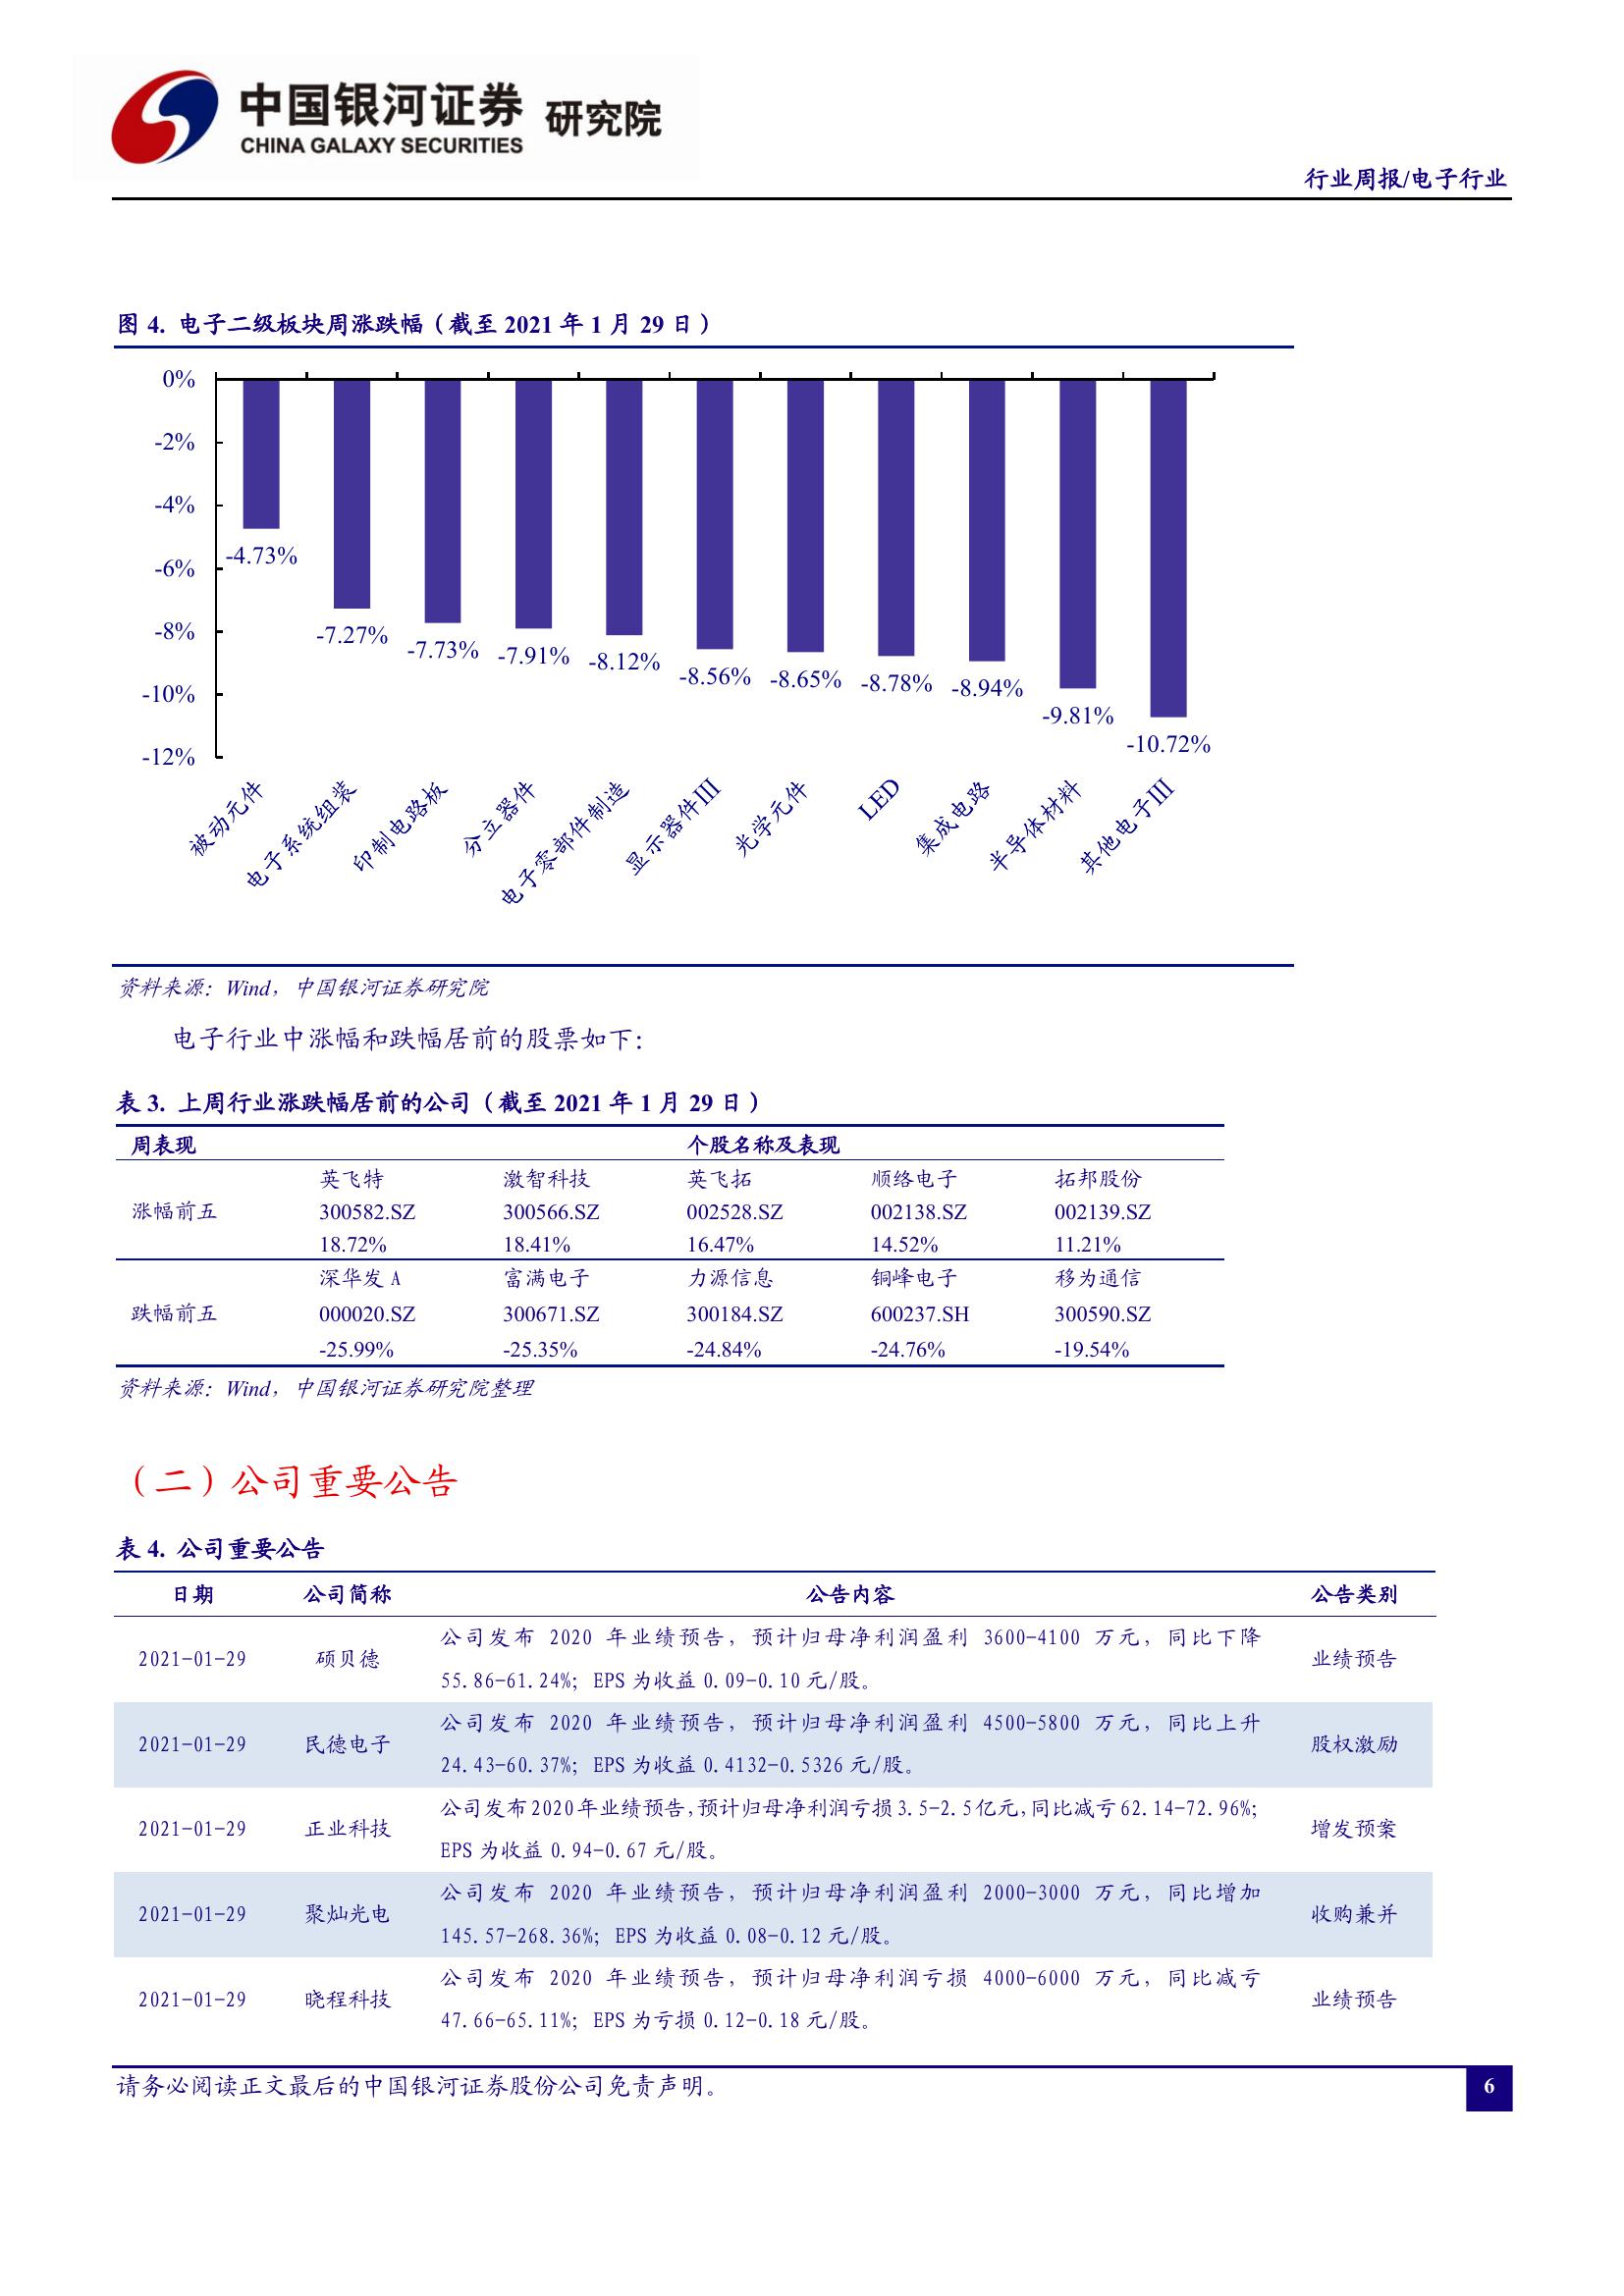 中国银河证券 研究院
CHINA GALAXY SECURITIES
行业周报/电子行业
图 4. 电子二级板块周涨跌幅（截至 2021 年 1 月 29 日）
0%
-2%
-4%
-6%
-8%
-10%
-12%
-4.73%
-7.27%
-7.73%
-7.91%
-8.12%
-8.56%
-8.65%
-8.78%
-8.94%
-9.81%
-10.72%
被动元件
电子系统组装
印制电路板
分立器件
电子零部件制造
显示器件III
光学元件
LED
集成电路
半导体材料
其他电子III
资料来源：Wind，中国银河证券研究院
电子行业中涨幅和跌幅居前的股票如下：
表 3. 上周行业涨跌幅居前的公司（截至 2021 年 1 月 29 日）
周表现 个股名称及表现
英飞特 激智科技 英飞拓 顺络电子 拓邦股份
涨幅前五 300582.SZ 300566.SZ 002528.SZ 002138.SZ 002139.SZ
18.72% 18.41% 16.47% 14.52% 11.21%
深华发 A 富满电子 力源信息 铜峰电子 移为通信
跌幅前五 000020.SZ 300671.SZ 300184.SZ 600237.SH 300590.SZ
-25.99% -25.35% -24.84% -24.76% -19.54%
资料来源：Wind，中国银河证券研究院整理
（二）公司重要公告
表 4. 公司重要公告
日期 公司简称 公告内容 公告类别
公司发布 2020 年业绩预告，预计归母净利润盈利 3600-4100 万元，同比下降
2021-01-29 硕贝德 业绩预告
55.86-61.24%；EPS 为收益 0.09-0.10 元/股。
公司发布 2020 年业绩预告，预计归母净利润盈利 4500-5800 万元，同比上升
2021-01-29 民德电子 股权激励
24.43-60.37%；EPS 为收益 0.4132-0.5326 元/股。
公司发布2020年业绩预告，预计归母净利润亏损3.5-2.5亿元，同比减亏62.14-72.96%；
2021-01-29 正业科技 增发预案
EPS 为收益 0.94-0.67 元/股。
公司发布 2020 年业绩预告，预计归母净利润盈利 2000-3000 万元，同比增加
2021-01-29 聚灿光电 收购兼并
145.57-268.36%；EPS 为收益 0.08-0.12 元/股。
公司发布 2020 年业绩预告，预计归母净利润亏损 4000-6000 万元，同比减亏
2021-01-29 晓程科技 业绩预告
47.66-65.11%；EPS 为亏损 0.12-0.18 元/股。
请务必阅读正文最后的中国银河证券股份公司免责声明。
6